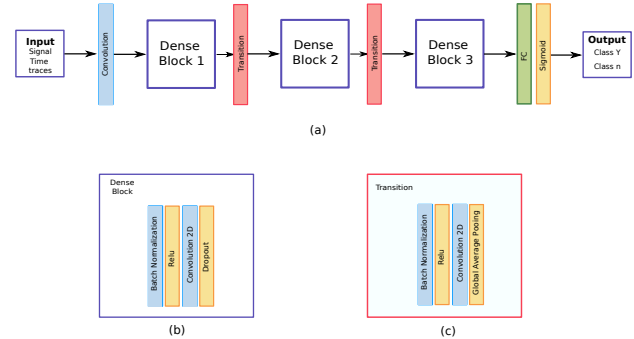 Input
Signal
Time
traces
Convolution
Dense
Block 1
Transition
Dense
Block 2
Transition
Dense
Block 3
FC
Sigmoid
Output
Class Y
Class n
(a)
Dense
Block
Batch Normalization
Relu
Convolution 2D
Dropout
(b)
Transition
Batch Normalization
Relu
Convolution 2D
Global Average Pooing
(c)